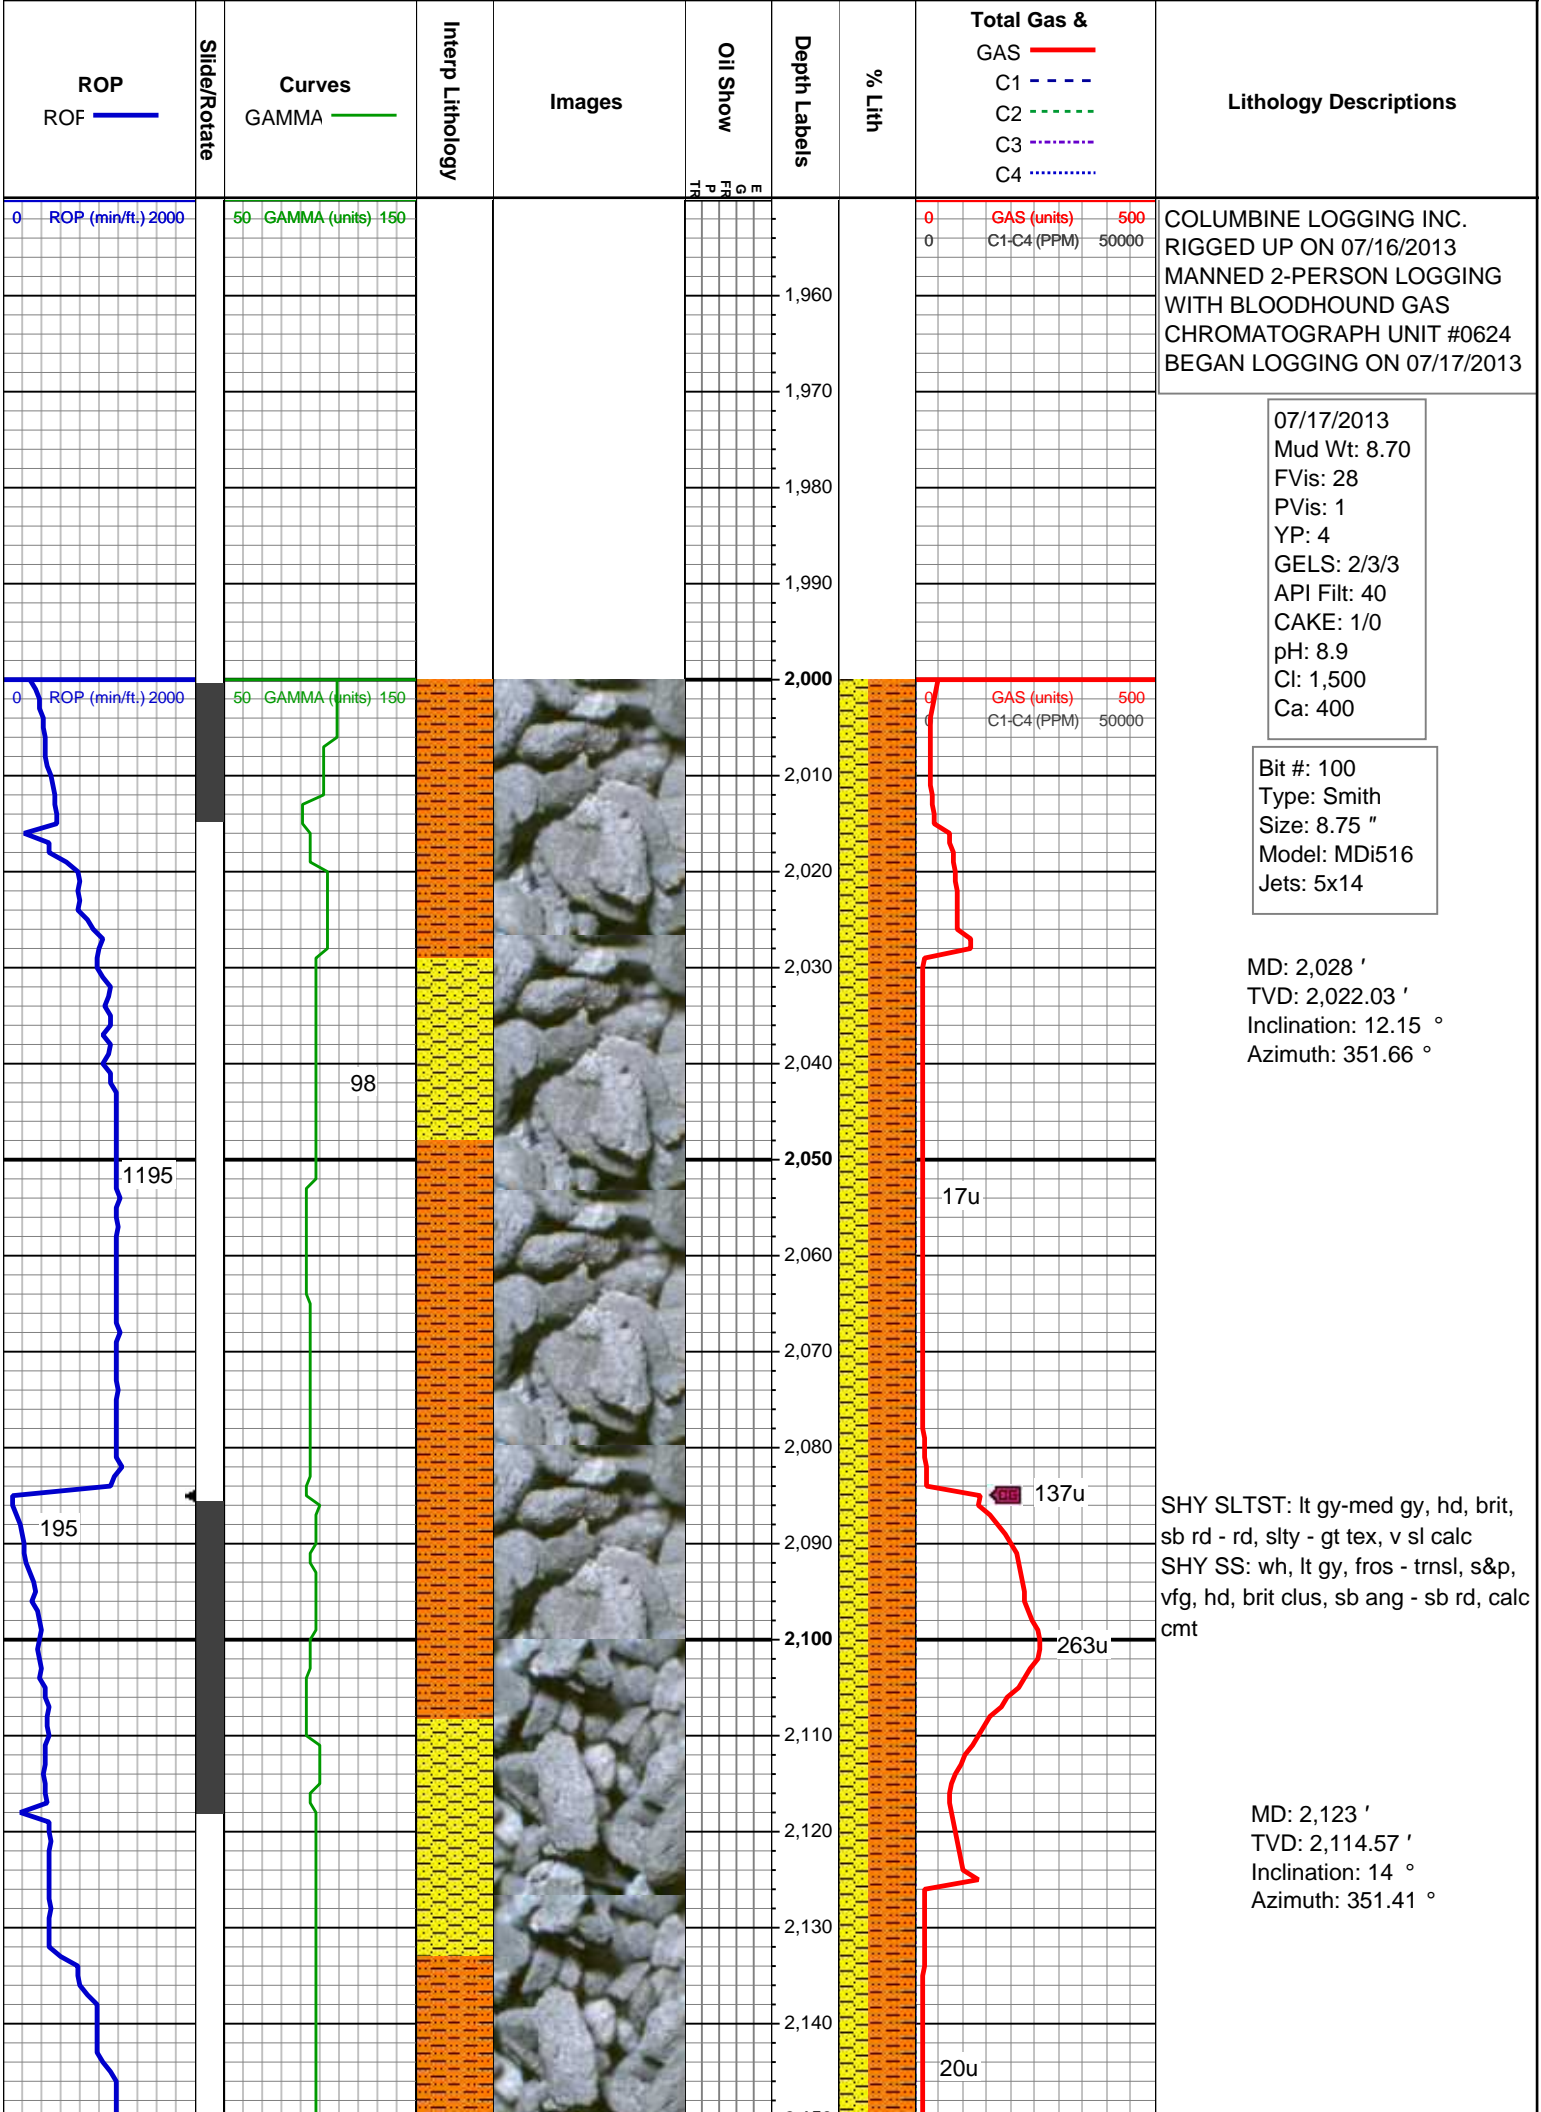 ROP
ROP
Slide/Rotate
Curves
GAMMA
Interp Lithology
Images
Oil Show
TR P FR G E
Depth Labels
% Lith
Total Gas &
GAS
C1
C2
C3
C4
Lithology Descriptions
0 ROP (min/ft.) 2000
50 GAMMA (units) 150
0 GAS (units) 500
0 C1-C4 (PPM) 50000
COLUMBINE LOGGING INC.
RIGGED UP ON 07/16/2013
MANNED 2-PERSON LOGGING
WITH BLOODHOUND GAS
CHROMATOGRAPH UNIT #0624
BEGAN LOGGING ON 07/17/2013
1,960
1,970
1,980
1,990
07/17/2013
Mud Wt: 8.70
FVis: 28
PVis: 1
YP: 4
GELS: 2/3/3
API Filt: 40
CAKE: 1/0
pH: 8.9
Cl: 1,500
Ca: 400
2,000
0 ROP (min/ft.) 2000
50 GAMMA (units) 150
0 GAS (units) 500
0 C1-C4 (PPM) 50000
2,010
2,020
Bit #: 100
Type: Smith
Size: 8.75 "
Model: MDi516
Jets: 5x14
2,030
MD: 2,028 '
TVD: 2,022.03 '
Inclination: 12.15 °
Azimuth: 351.66 °
2,040
98
2,050
1195
17u
2,060
2,070
2,080
CG 137u
195
2,090
SHY SLTST: lt gy-med gy, hd, brit,
sb rd - rd, slty - gt tex, v sl calc
SHY SS: wh, lt gy, fros - trnsl, s&p,
vfg, hd, brit clus, sb ang - sb rd, calc
cmt
2,100
263u
2,110
2,120
MD: 2,123 '
TVD: 2,114.57 '
Inclination: 14 °
Azimuth: 351.41 °
2,130
2,140
20u